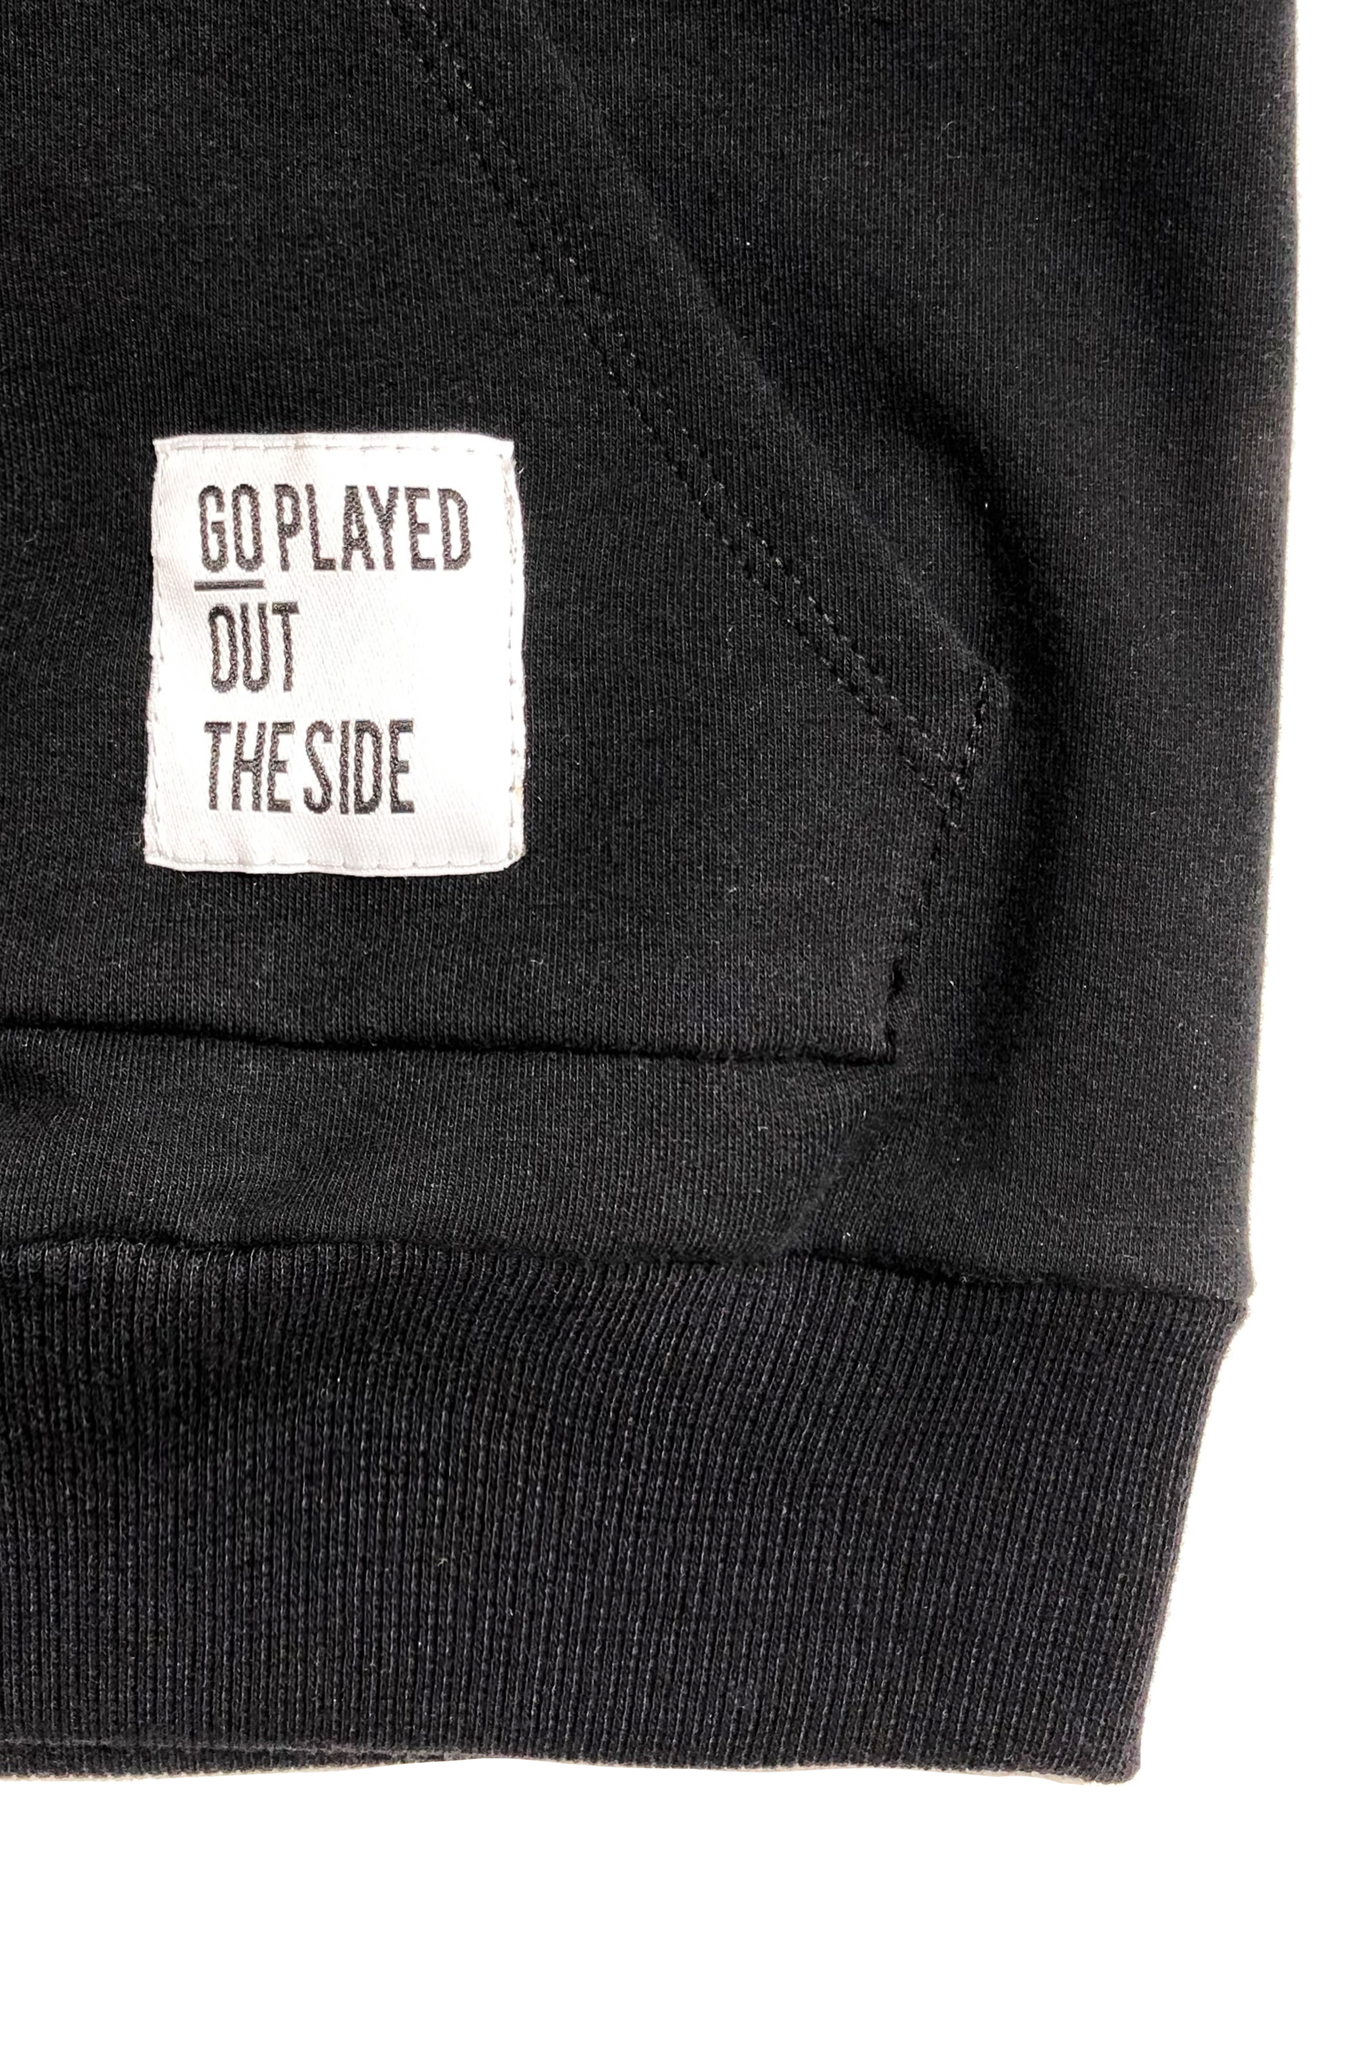 GO PLAYED
OUT
THE SIDE